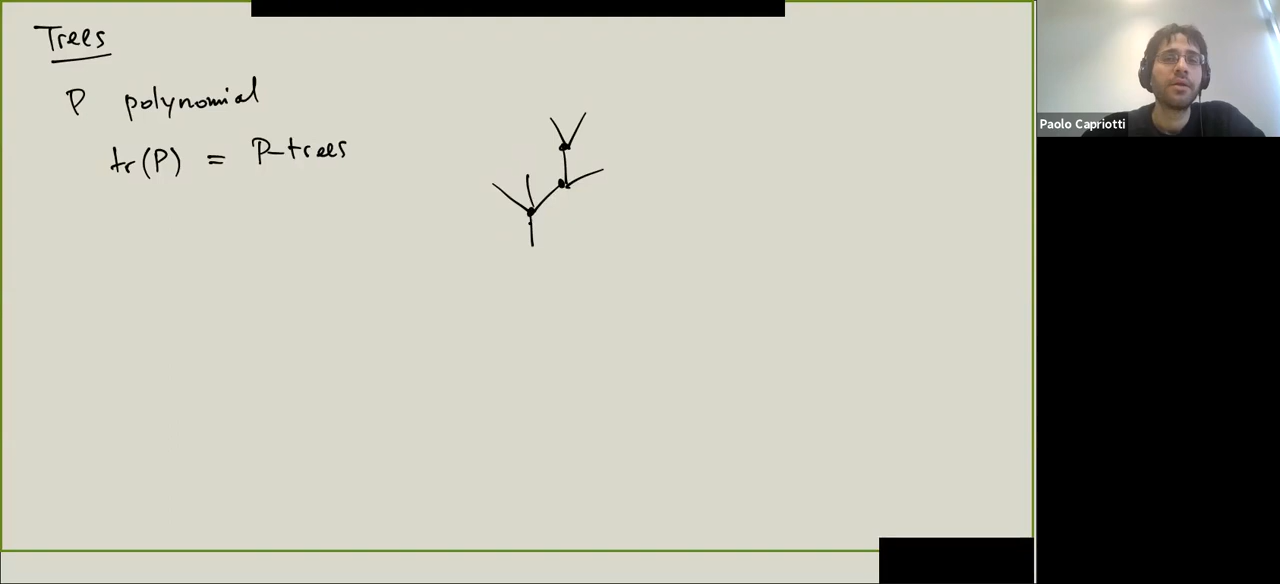 Trees
P polynomial
tr(P) = P-trees
Paolo Capriotti